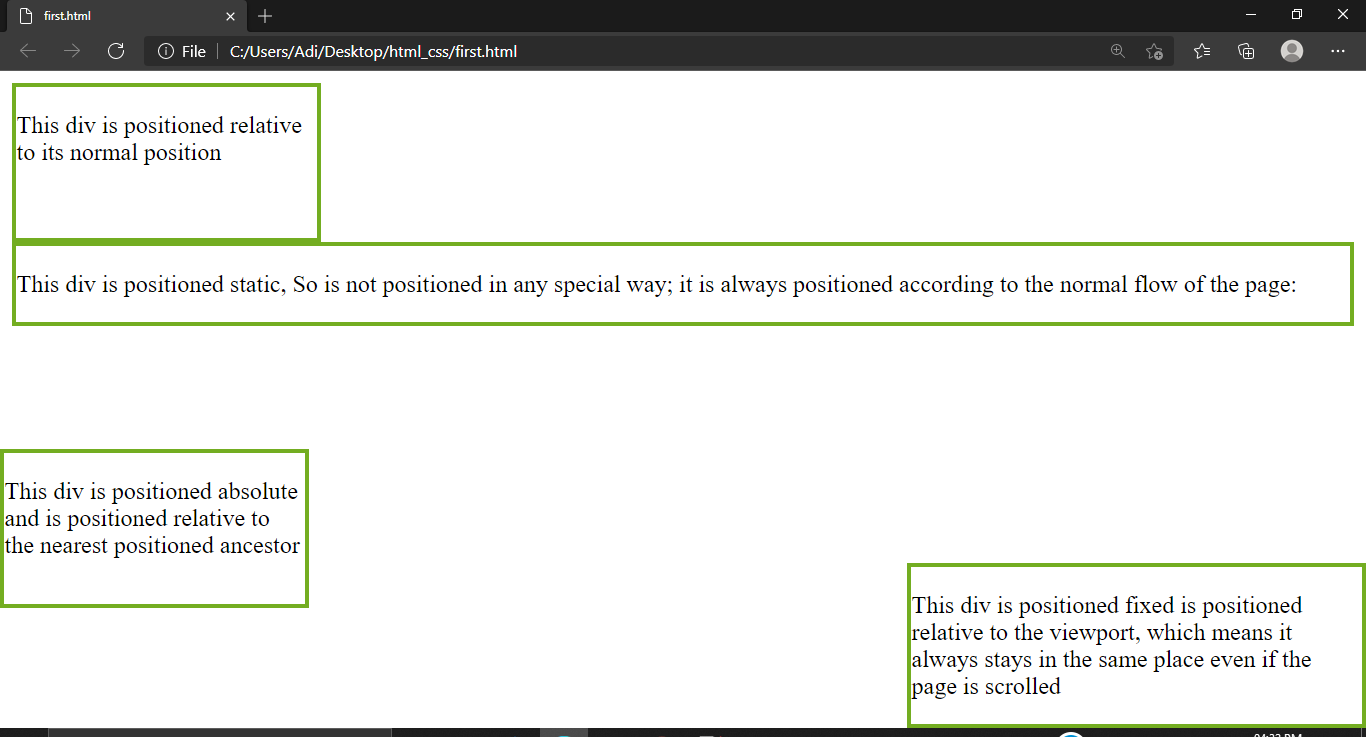 first.html
File
C:/Users/Adi/Desktop/html_css/first.html
This div is positioned relative
to its normal position
This div is positioned static, So is not positioned in any special way; it is always positioned according to the normal flow of the page:
This div is positioned absolute
and is positioned relative to
the nearest positioned ancestor
This div is positioned fixed is positioned
relative to the viewport, which means it
always stays in the same place even if the
page is scrolled